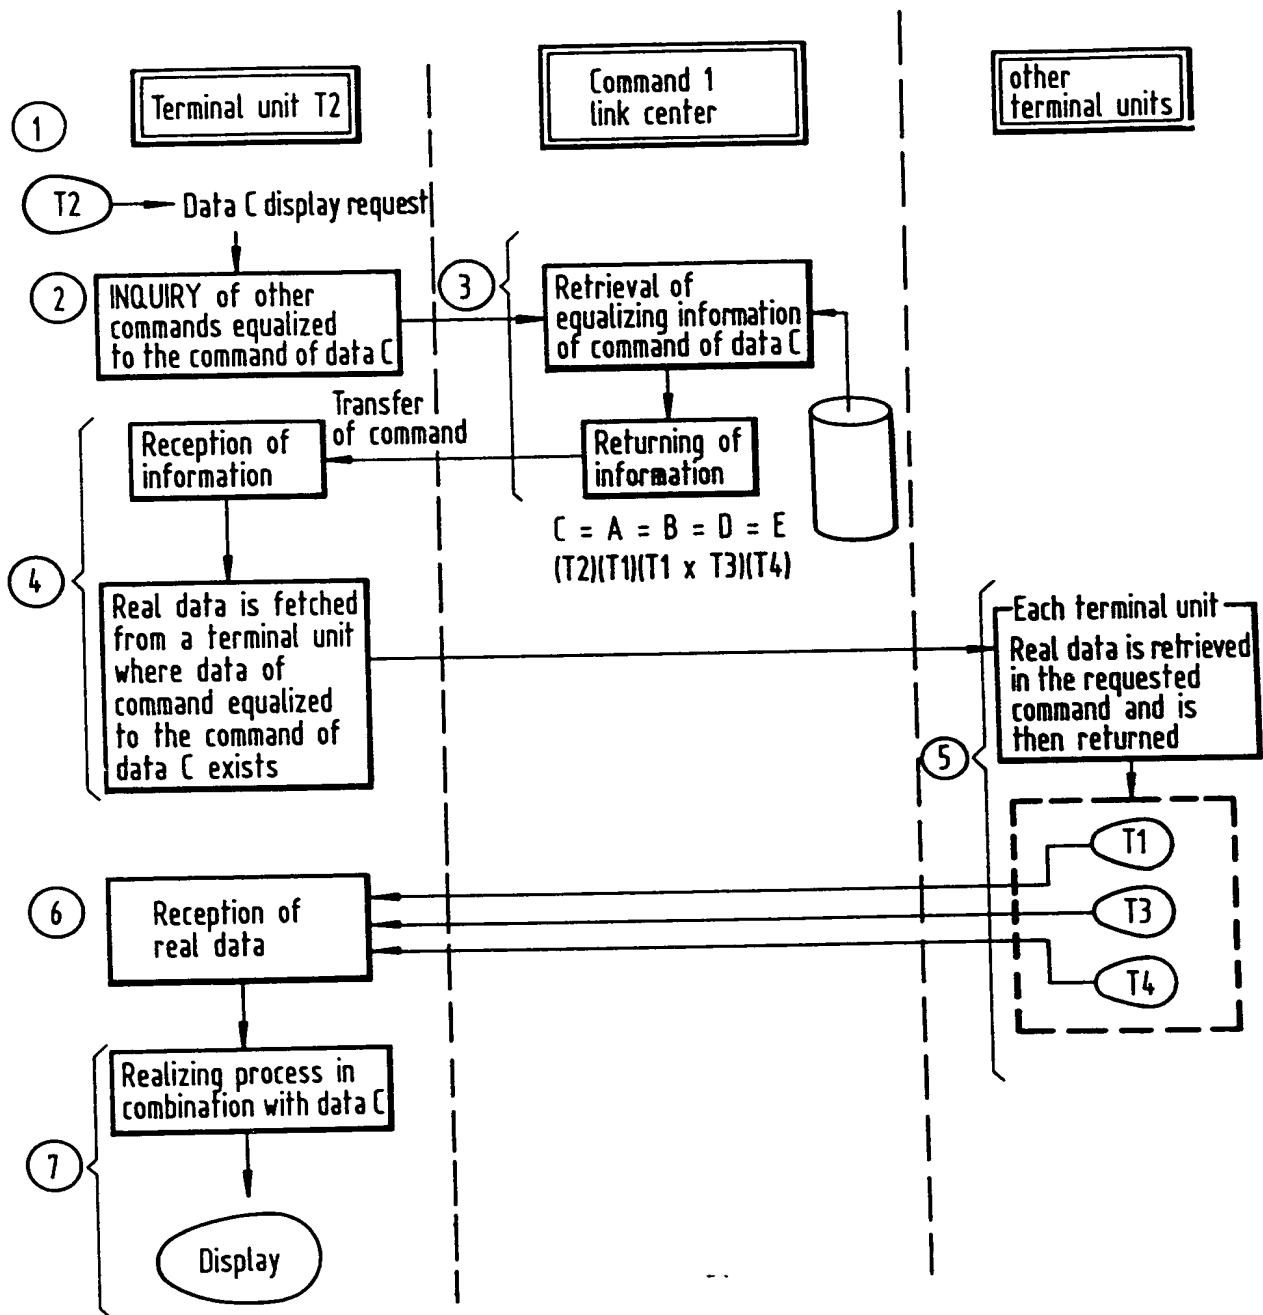 Terminal unit T2
Command 1
link center
other
terminal units
1
T2
Data C display request
2
INQUIRY of other
commands equalized
to the command of data C
3
Retrieval of
equalizing information
of command of data C
Transfer
of command
4
Reception of
information
Returning of
information
C = A = B = D = E
(T2)(T1)(T1 x T3)(T4)
Real data is fetched
from a terminal unit
where data of
command equalized
to the command of
data C exists
5
Each terminal unit
Real data is retrieved
in the requested
command and is
then returned
T1
T3
T4
6
Reception of
real data
7
Realizing process in
combination with data C
Display